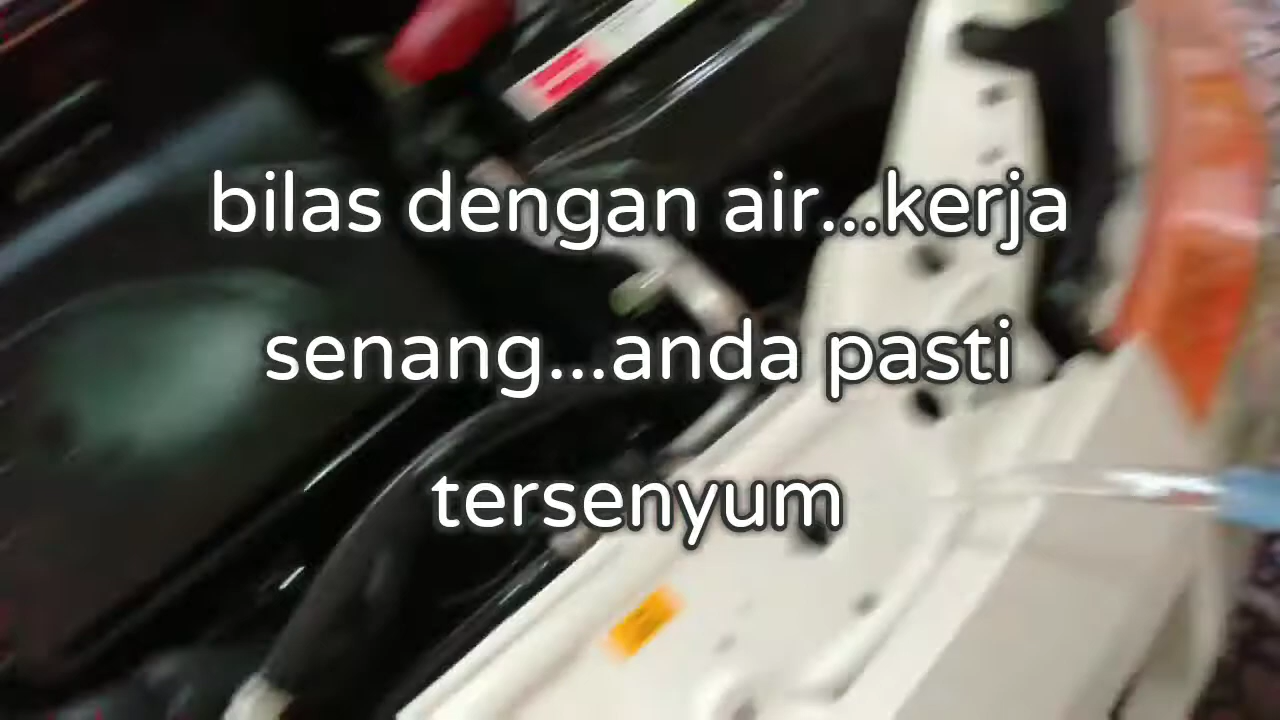 bilas dengan air...kerja
senang...anda pasti
tersenyum